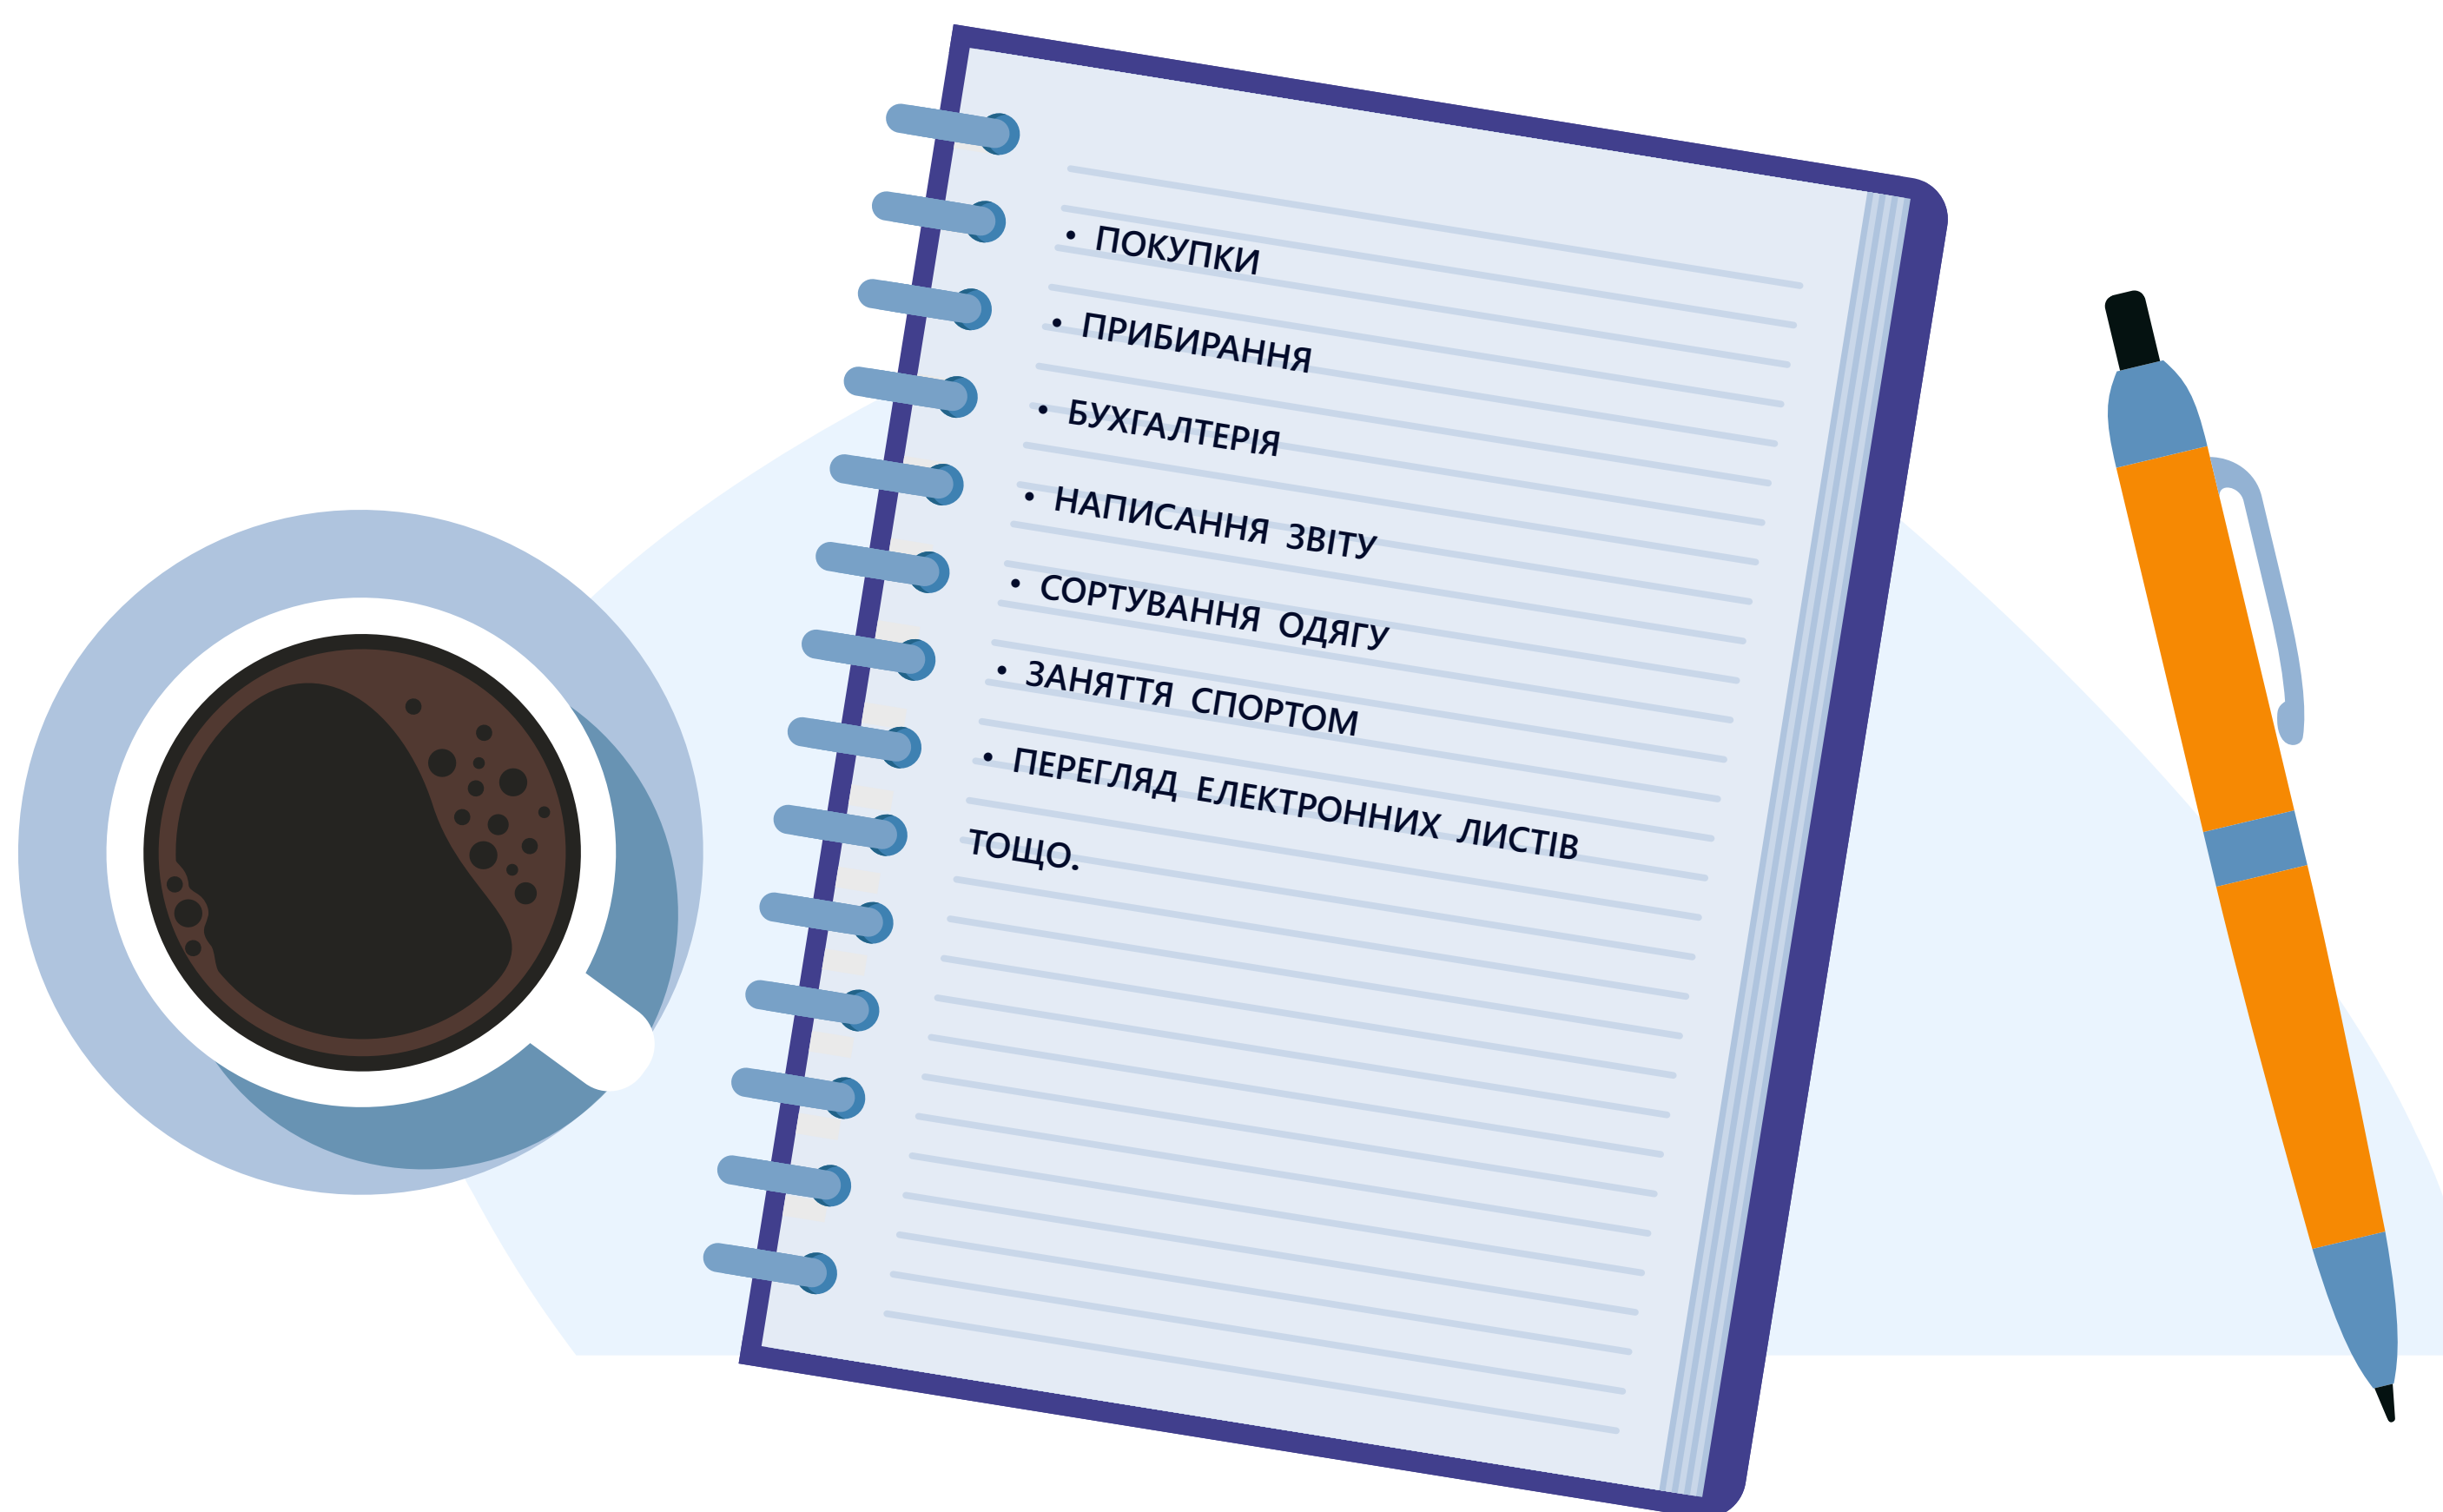 • ПОКУПКИ
• ПРИБИРАННЯ
• БУХГАЛТЕРІЯ
• НАПИСАННЯ ЗВІТУ
• СОРТУВАННЯ ОДЯГУ
• ЗАНЯТТЯ СПОРТОМ
• ПЕРЕГЛЯД ЕЛЕКТРОННИХ ЛИСТІВ
ТОЩО.